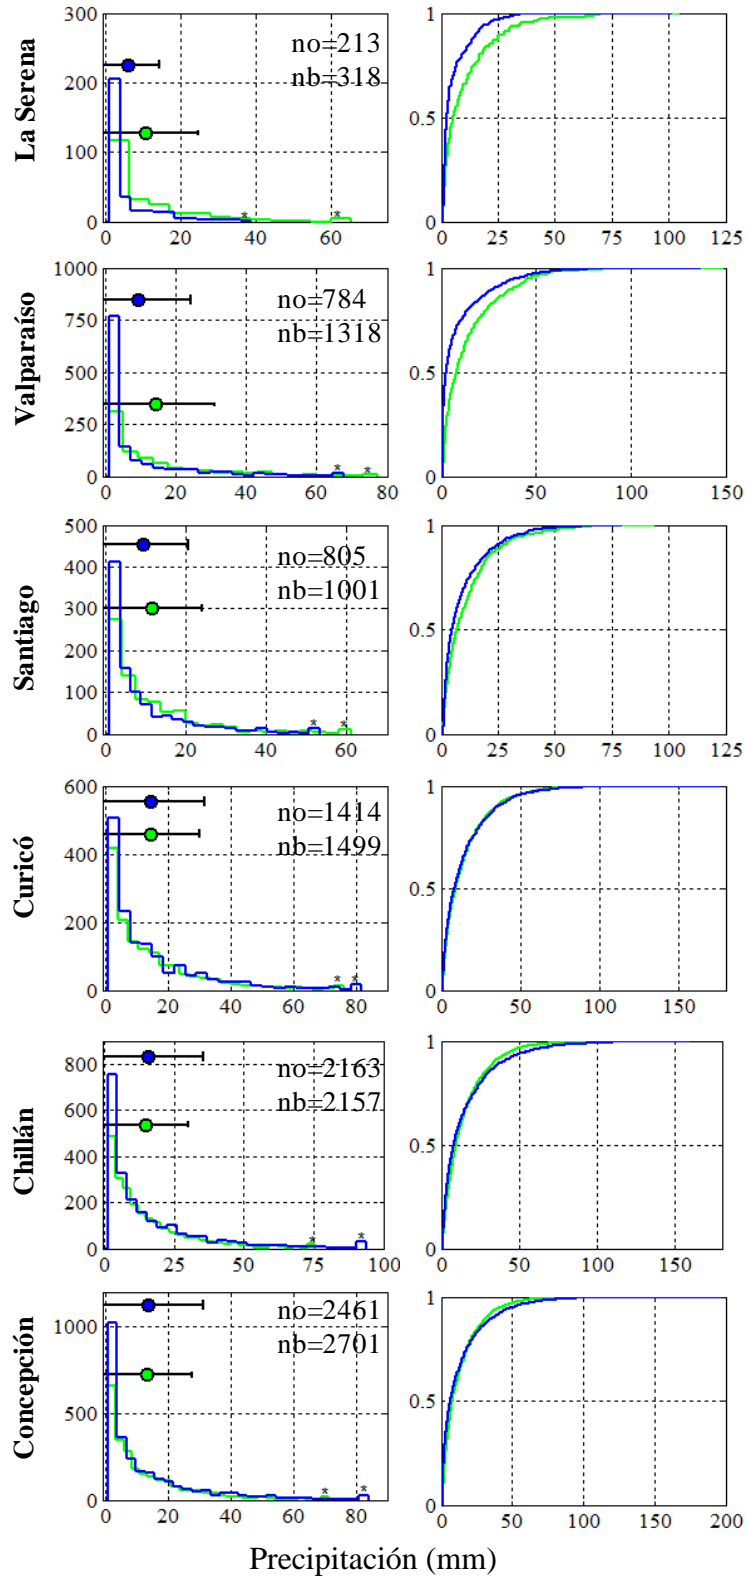 La Serena
300
200
100
0
0 20 40 60
no=213
nb=318
* *
1
0.5
0
0 25 50 75 100 125
Valparaíso
1000
750
500
250
0
0 20 40 60 80
no=784
nb=1318
* *
1
0.5
0
0 50 100 150
Santiago
500
400
300
200
100
0
0 20 40 60
no=805
nb=1001
* *
1
0.5
0
0 25 50 75 100 125
Curicó
600
400
200
0
0 20 40 60 80
no=1414
nb=1499
* *
1
0.5
0
0 50 100 150
Chillán
800
600
400
200
0
0 25 50 75 100
no=2163
nb=2157
* *
1
0.5
0
0 50 100 150
Concepción
1000
500
0
0 20 40 60 80
no=2461
nb=2701
* *
1
0.5
0
0 50 100 150 200
Precipitación (mm)